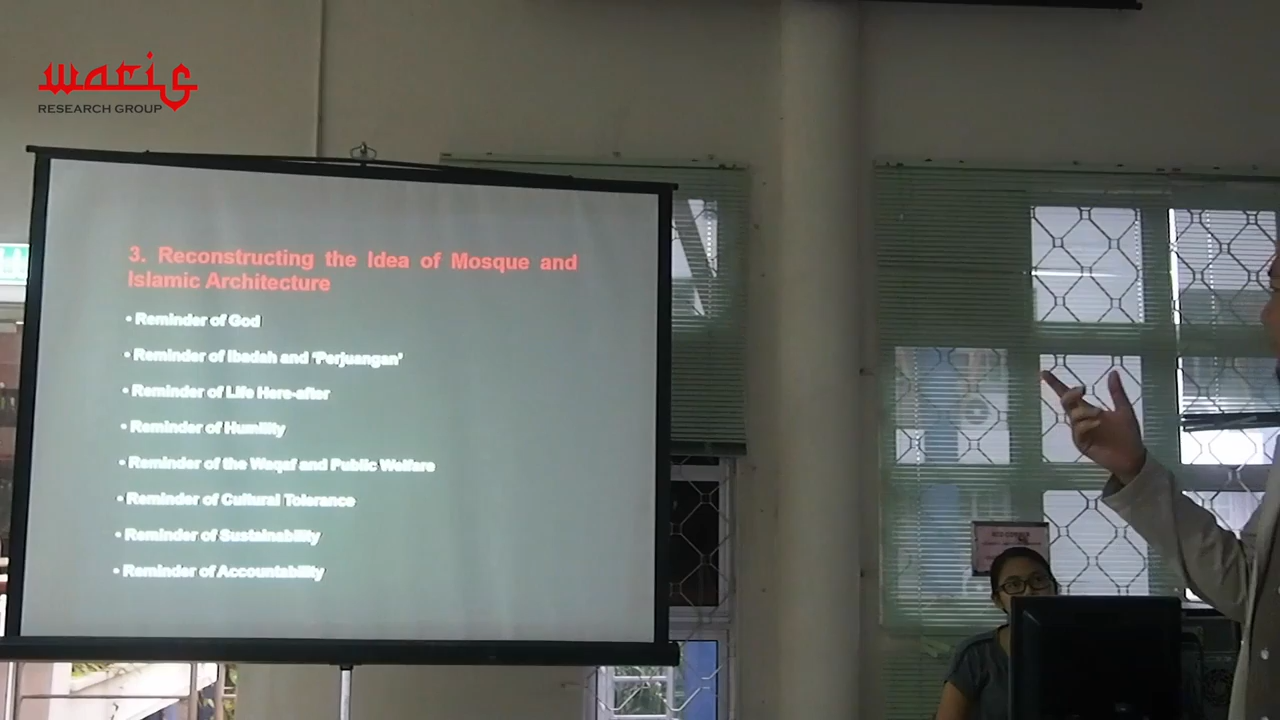 waris
RESEARCH GROUP
3. Reconstructing the Idea of Mosque and
Islamic Architecture
• Reminder of God
• Reminder of Ibadah and 'Perjuangan'
• Reminder of Life Here-after
• Reminder of Humility
• Reminder of the Waqaf and Public Welfare
• Reminder of Cultural Tolerance
• Reminder of Sustainability
• Reminder of Accountability